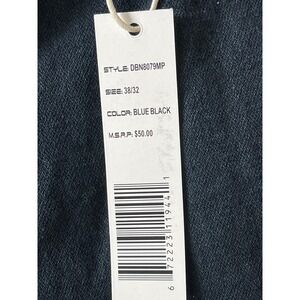 STYLE: DBN8079MP
SIZE: 38/32
COLOR: BLUE BLACK
M.S.R.P: $50.00
6 72223 11944 1